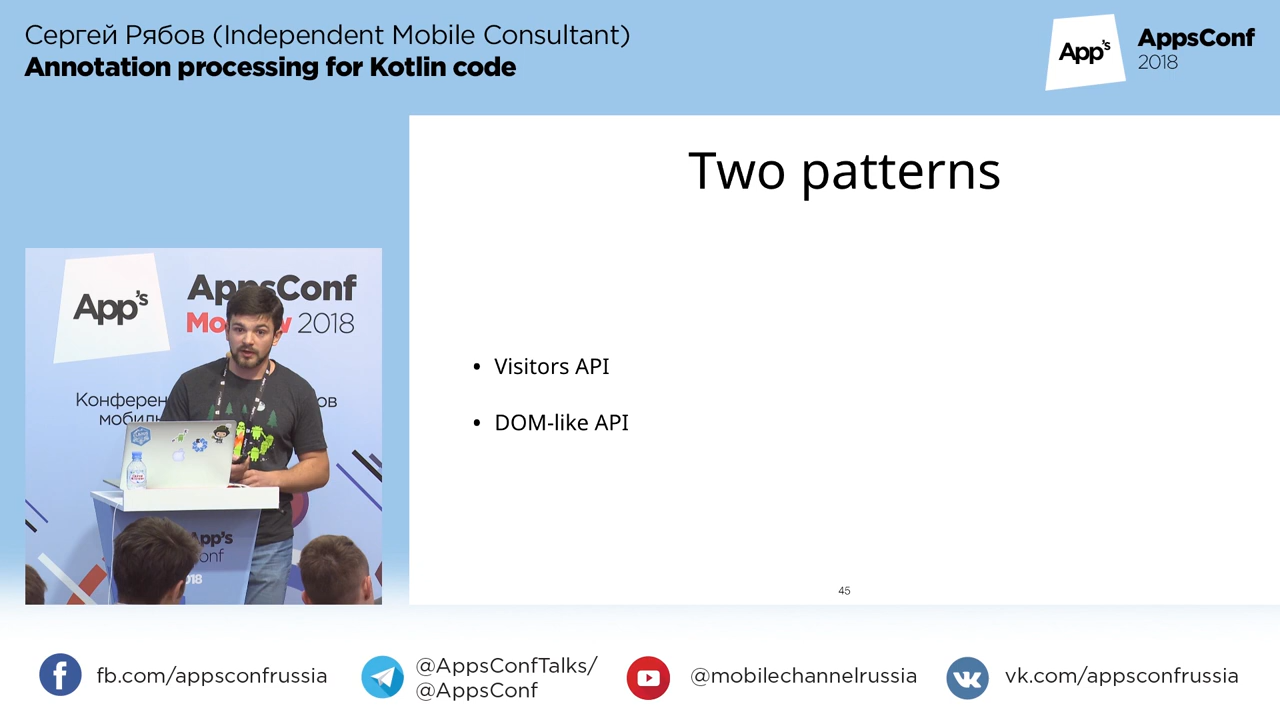 Сергей Рябов (Independent Mobile Consultant)
Annotation processing for Kotlin code
App's
AppsConf
2018
Two patterns
• Visitors API
• DOM-like API
45
App's
AppsConf
2018
fb.com/appsconfrussia
@AppsConfTalks/
@AppsConf
@mobilechannelrussia
vk.com/appsconfrussia